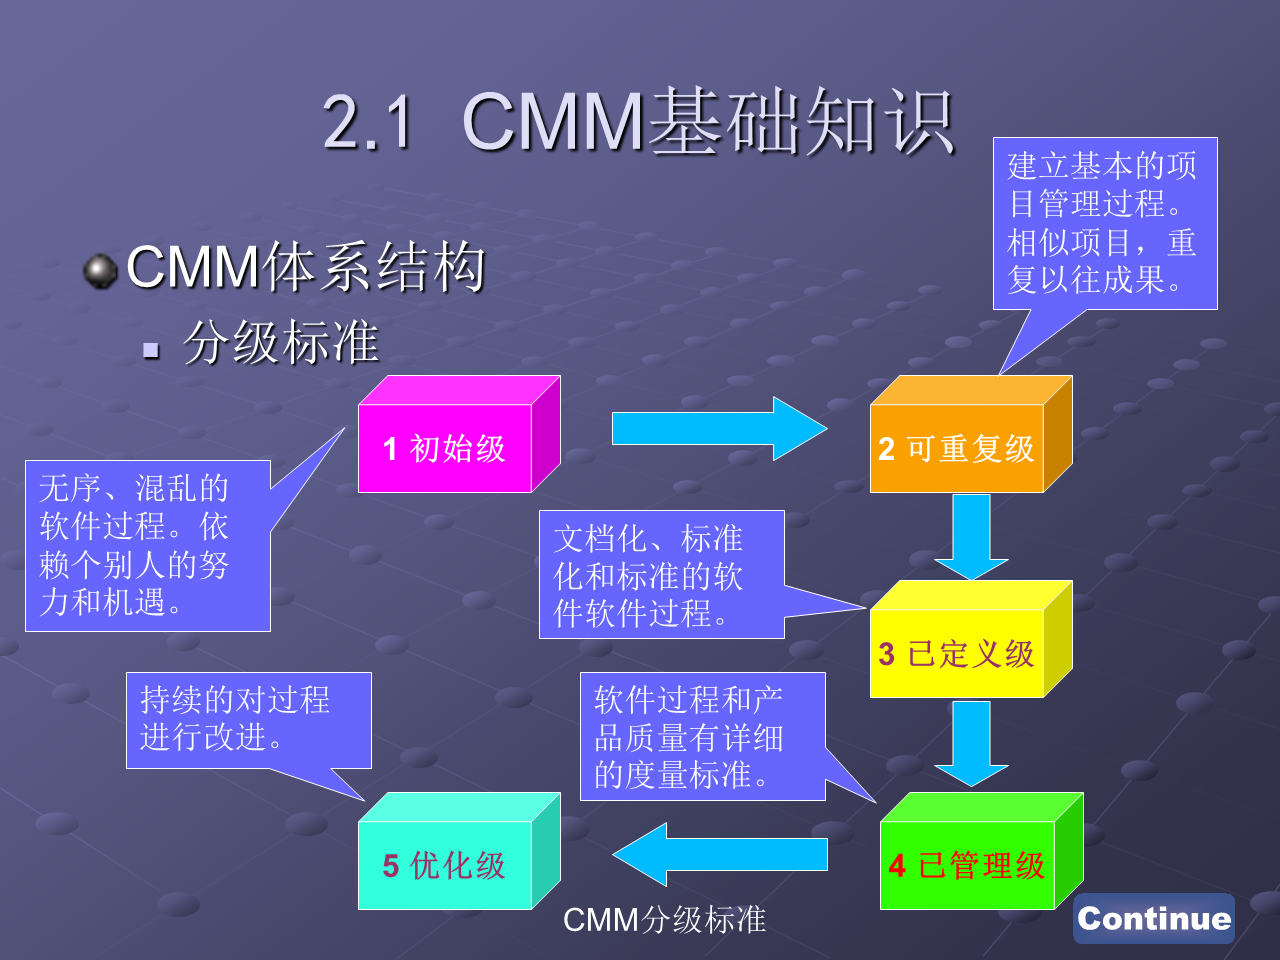 2.1 CMM基础知识
CMM体系结构
分级标准
建立基本的项
目管理过程。
相似项目，重
复以往成果。
1 初始级
2 可重复级
无序、混乱的
软件过程。依
赖个别人的努
力和机遇。
文档化、标准
化和标准的软
件软件过程。
3 已定义级
持续的对过程
进行改进。
软件过程和产
品质量有详细
的度量标准。
5 优化级
4 已管理级
CMM分级标准
Continue